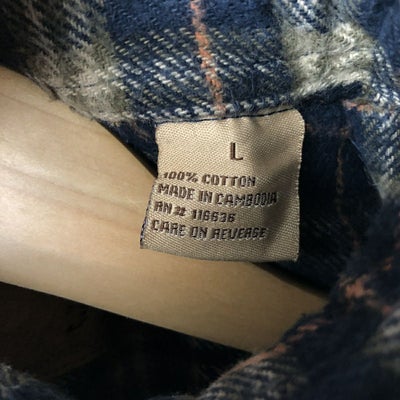 L
100% COTTON
MADE IN CAMBODIA
RN# 116636
CARE ON REVERSE